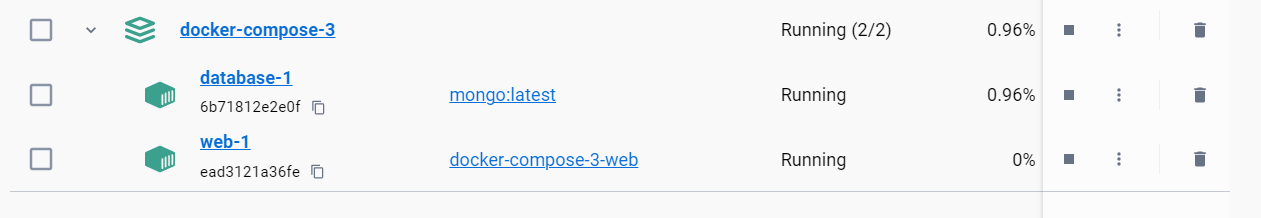 docker-compose-3 Running (2/2) 0.96%
database-1
mongo:latest Running 0.96%
6b71812e2e0f
web-1
docker-compose-3-web Running 0%
ead3121a36fe